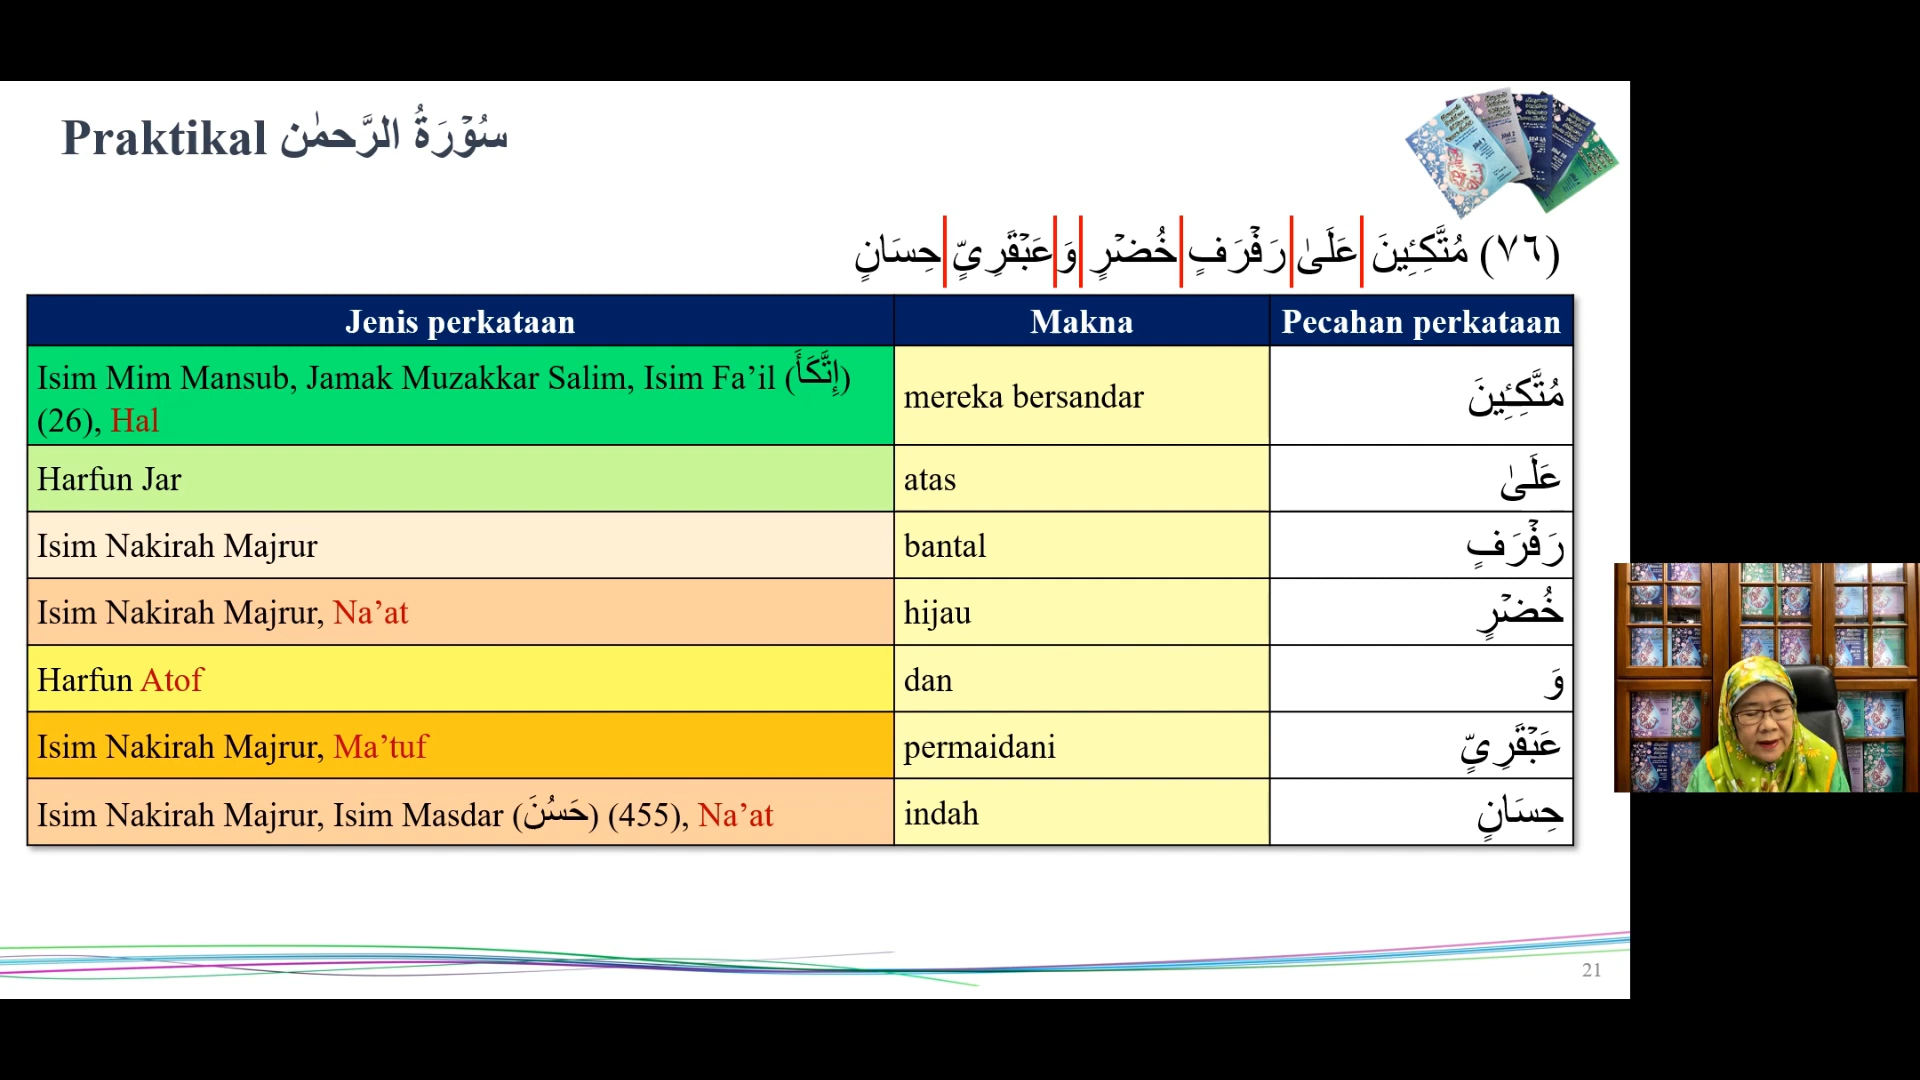 Praktikal سُوْرَةُ الرَّحمٰن
(٧٦) مُتَّكِـِٔينَ عَلَىٰ رَفْرَفٍ خُضْرٍ وَعَبْقَرِىٍّ حِسَانٍ
Jenis perkataan Makna Pecahan perkataan
Isim Mim Mansub, Jamak Muzakkar Salim, Isim Fa’il (إِتَّكَأَ)
(26), Hal
mereka bersandar
مُتَّكِـِٔينَ
Harfun Jar atas عَلَىٰ
Isim Nakirah Majrur bantal رَفْرَفٍ
Isim Nakirah Majrur, Na’at hijau خُضْرٍ
Harfun Atof dan وَ
Isim Nakirah Majrur, Ma’tuf permaidani عَبْقَرِىٍّ
Isim Nakirah Majrur, Isim Masdar (حَسُنَ) (455), Na’at indah حِسَانٍ
21